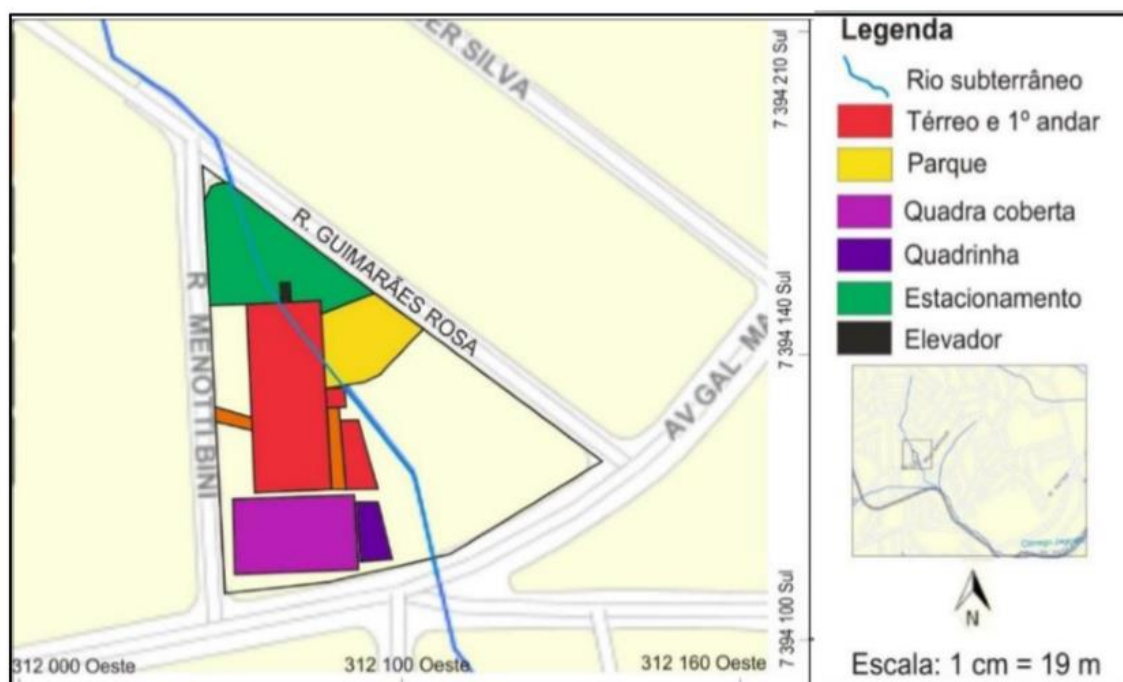 ER SILVA
R. GUIMARÃES ROSA
R MENOTTI BINI
AV GAL MA
312 000 Oeste
312 100 Oeste
312 160 Oeste
7 394 210 Sul
7 394 140 Sul
7 394 100 Sul
Legenda
Rio subterrâneo
Térreo e 1º andar
Parque
Quadra coberta
Quadrinha
Estacionamento
Elevador
N
Escala: 1 cm = 19 m